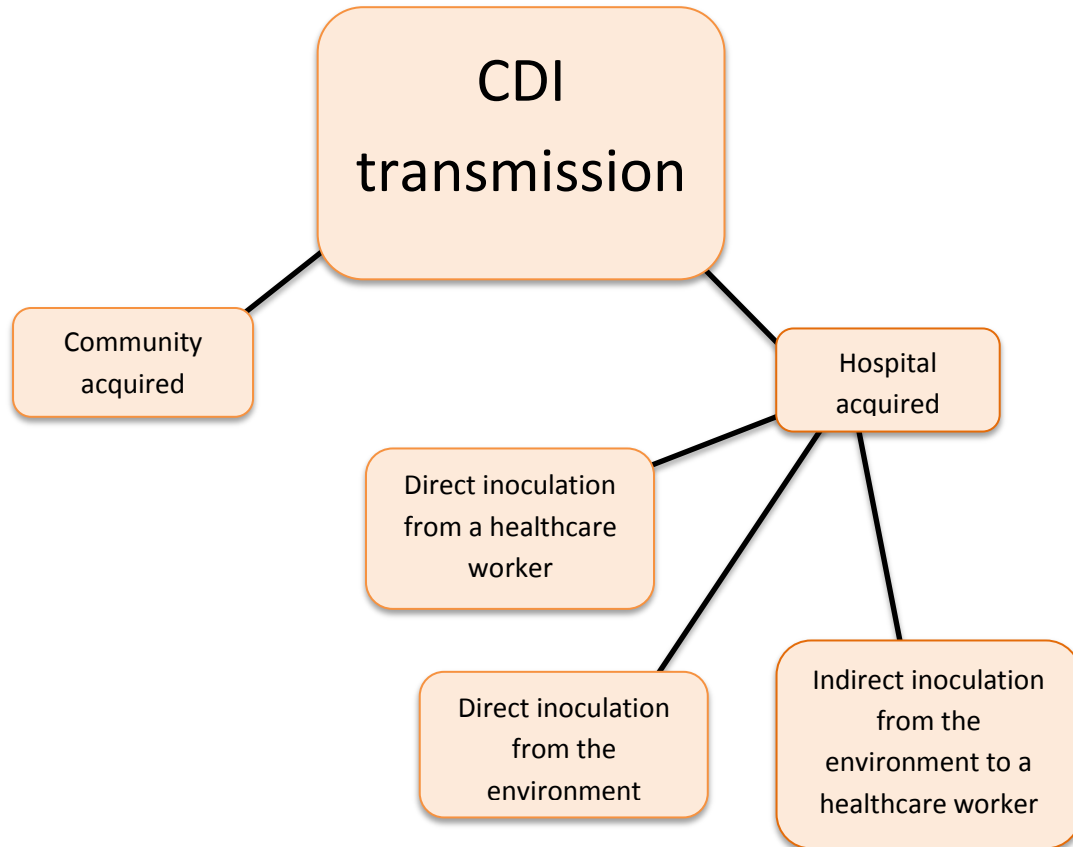 CDI
transmission
Community
acquired
Hospital
acquired
Direct inoculation
from a healthcare
worker
Direct inoculation
from the
environment
Indirect inoculation
from the
environment to a
healthcare worker